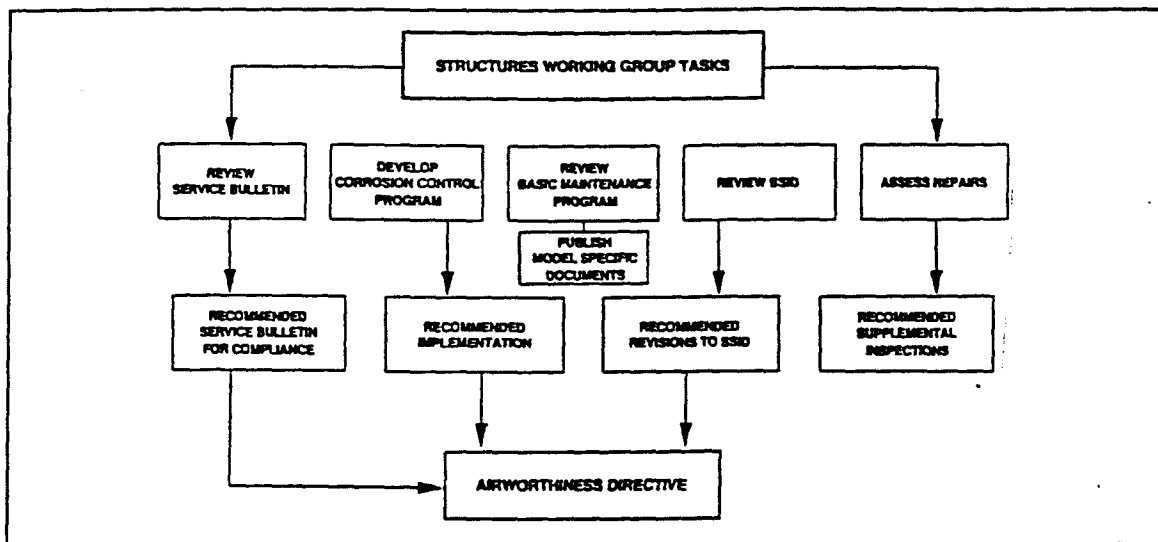 STRUCTURES WORKING GROUP TASKS
REVIEW
SERVICE BULLETIN
DEVELOP
CORROSION CONTROL
PROGRAM
REVIEW
BASIC MAINTENANCE
PROGRAM
REVIEW SSID
ASSESS REPAIRS
PUBLISH
MODEL SPECIFIC
DOCUMENTS
RECOMMENDED
SERVICE BULLETIN
FOR COMPLIANCE
RECOMMENDED
IMPLEMENTATION
RECOMMENDED
REVISIONS TO SSID
RECOMMENDED
SUPPLEMENTAL
INSPECTIONS
AIRWORTHINESS DIRECTIVE